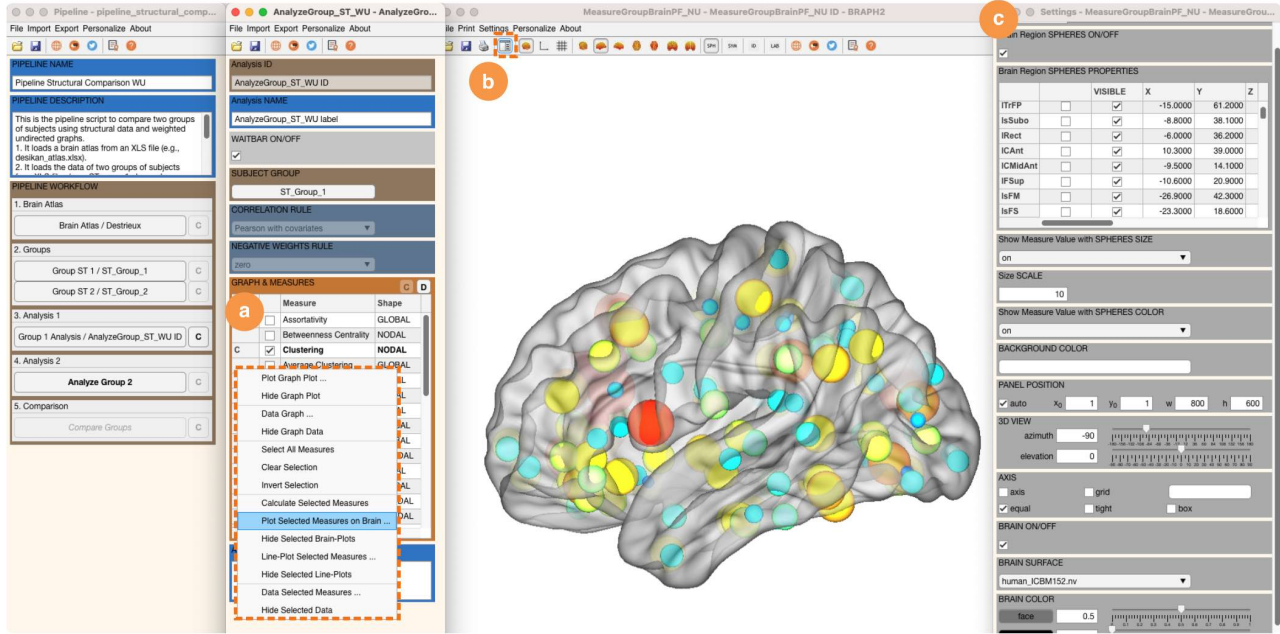 Pipeline - pipeline_structural_comp...
File Import Export Personalize About
PIPELINE NAME
Pipeline Structural Comparison WU
PIPELINE DESCRIPTION
This is the pipeline script to compare two groups
of subjects using structural data and weighted
undirected graphs.
1. It loads a brain atlas from an XLS file (e.g.,
desikan_atlas.xlsx).
2. It loads the data of two groups of subjects
PIPELINE WORKFLOW
1. Brain Atlas
Brain Atlas / Destrieux C
2. Groups
Group ST 1 / ST_Group_1 C
Group ST 2 / ST_Group_2 C
3. Analysis 1
Group 1 Analysis / AnalyzeGroup_ST_WU ID C
4. Analysis 2
Analyze Group 2 C
5. Comparison
Compare Groups C
AnalyzeGroup_ST_WU - AnalyzeGro...
File Import Export Personalize About
Analysis ID
AnalyzeGroup_ST_WU ID
Analysis NAME
AnalyzeGroup_ST_WU label
WAITBAR ON/OFF
SUBJECT GROUP
ST_Group_1
CORRELATION RULE
Pearson with covariates
NEGATIVE WEIGHTS RULE
zero
GRAPH & MEASURES C D
a
Measure Shape
Assortativity GLOBAL
Betweenness Centrality NODAL
C Clustering NODAL
Average Clustering GLOBAL
Plot Graph Plot ...
Hide Graph Plot
Data Graph ...
Hide Graph Data
Select All Measures
Clear Selection
Invert Selection
Calculate Selected Measures
Plot Selected Measures on Brain ...
Hide Selected Brain-Plots
Line-Plot Selected Measures ...
Hide Selected Line-Plots
Data Selected Measures ...
Hide Selected Data
MeasureGroupBrainPF_NU - MeasureGroupBrainPF_NU ID - BRAPH2
ile Print Settings Personalize About
SPH SYM ID LAB
b
c
Settings - MeasureGroupBrainPF_NU - MeasureGrou...
ain Region SPHERES ON/OFF
Brain Region SPHERES PROPERTIES
VISIBLE X Y Z
lTrFP -15.0000 61.2000
lsSubo -8.8000 38.1000
lRect -6.0000 36.2000
lCAnt 10.3000 39.0000
lCMidAnt -9.5000 14.1000
lFSup -10.6000 20.9000
lsFM -26.9000 42.3000
lsFS -23.3000 18.6000
Show Measure Value with SPHERES SIZE
on
Size SCALE
10
Show Measure Value with SPHERES COLOR
on
BACKGROUND COLOR
PANEL POSITION
auto x0 1 y0 1 w 800 h 600
3D VIEW
azimuth -90
elevation 0
AXIS
axis grid
equal tight box
BRAIN ON/OFF
BRAIN SURFACE
human_ICBM152.nv
BRAIN COLOR
face 0.5